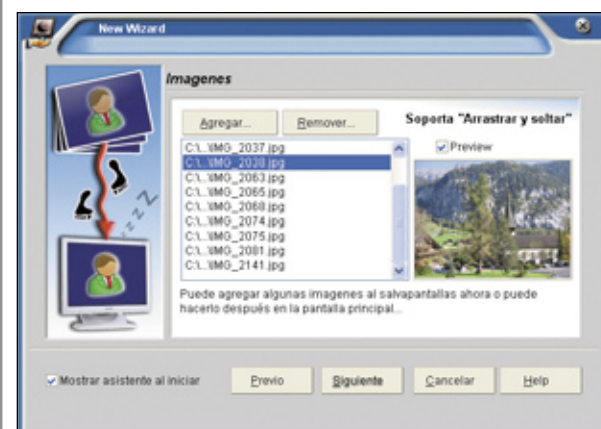 New Wizard
Imagenes
Agregar... Remover... Soporta "Arrastrar y soltar"
Preview
C:\...\IMG_2037.jpg
C:\...\IMG_2038.jpg
C:\...\IMG_2063.jpg
C:\...\IMG_2065.jpg
C:\...\IMG_2068.jpg
C:\...\IMG_2074.jpg
C:\...\IMG_2075.jpg
C:\...\IMG_2081.jpg
C:\...\IMG_2141.jpg
Puede agregar algunas imagenes al salvapantallas ahora o puede
hacerlo después en la pantalla principal...
zzZ
Mostrar asistente al iniciar Previo Siguiente Cancelar Help